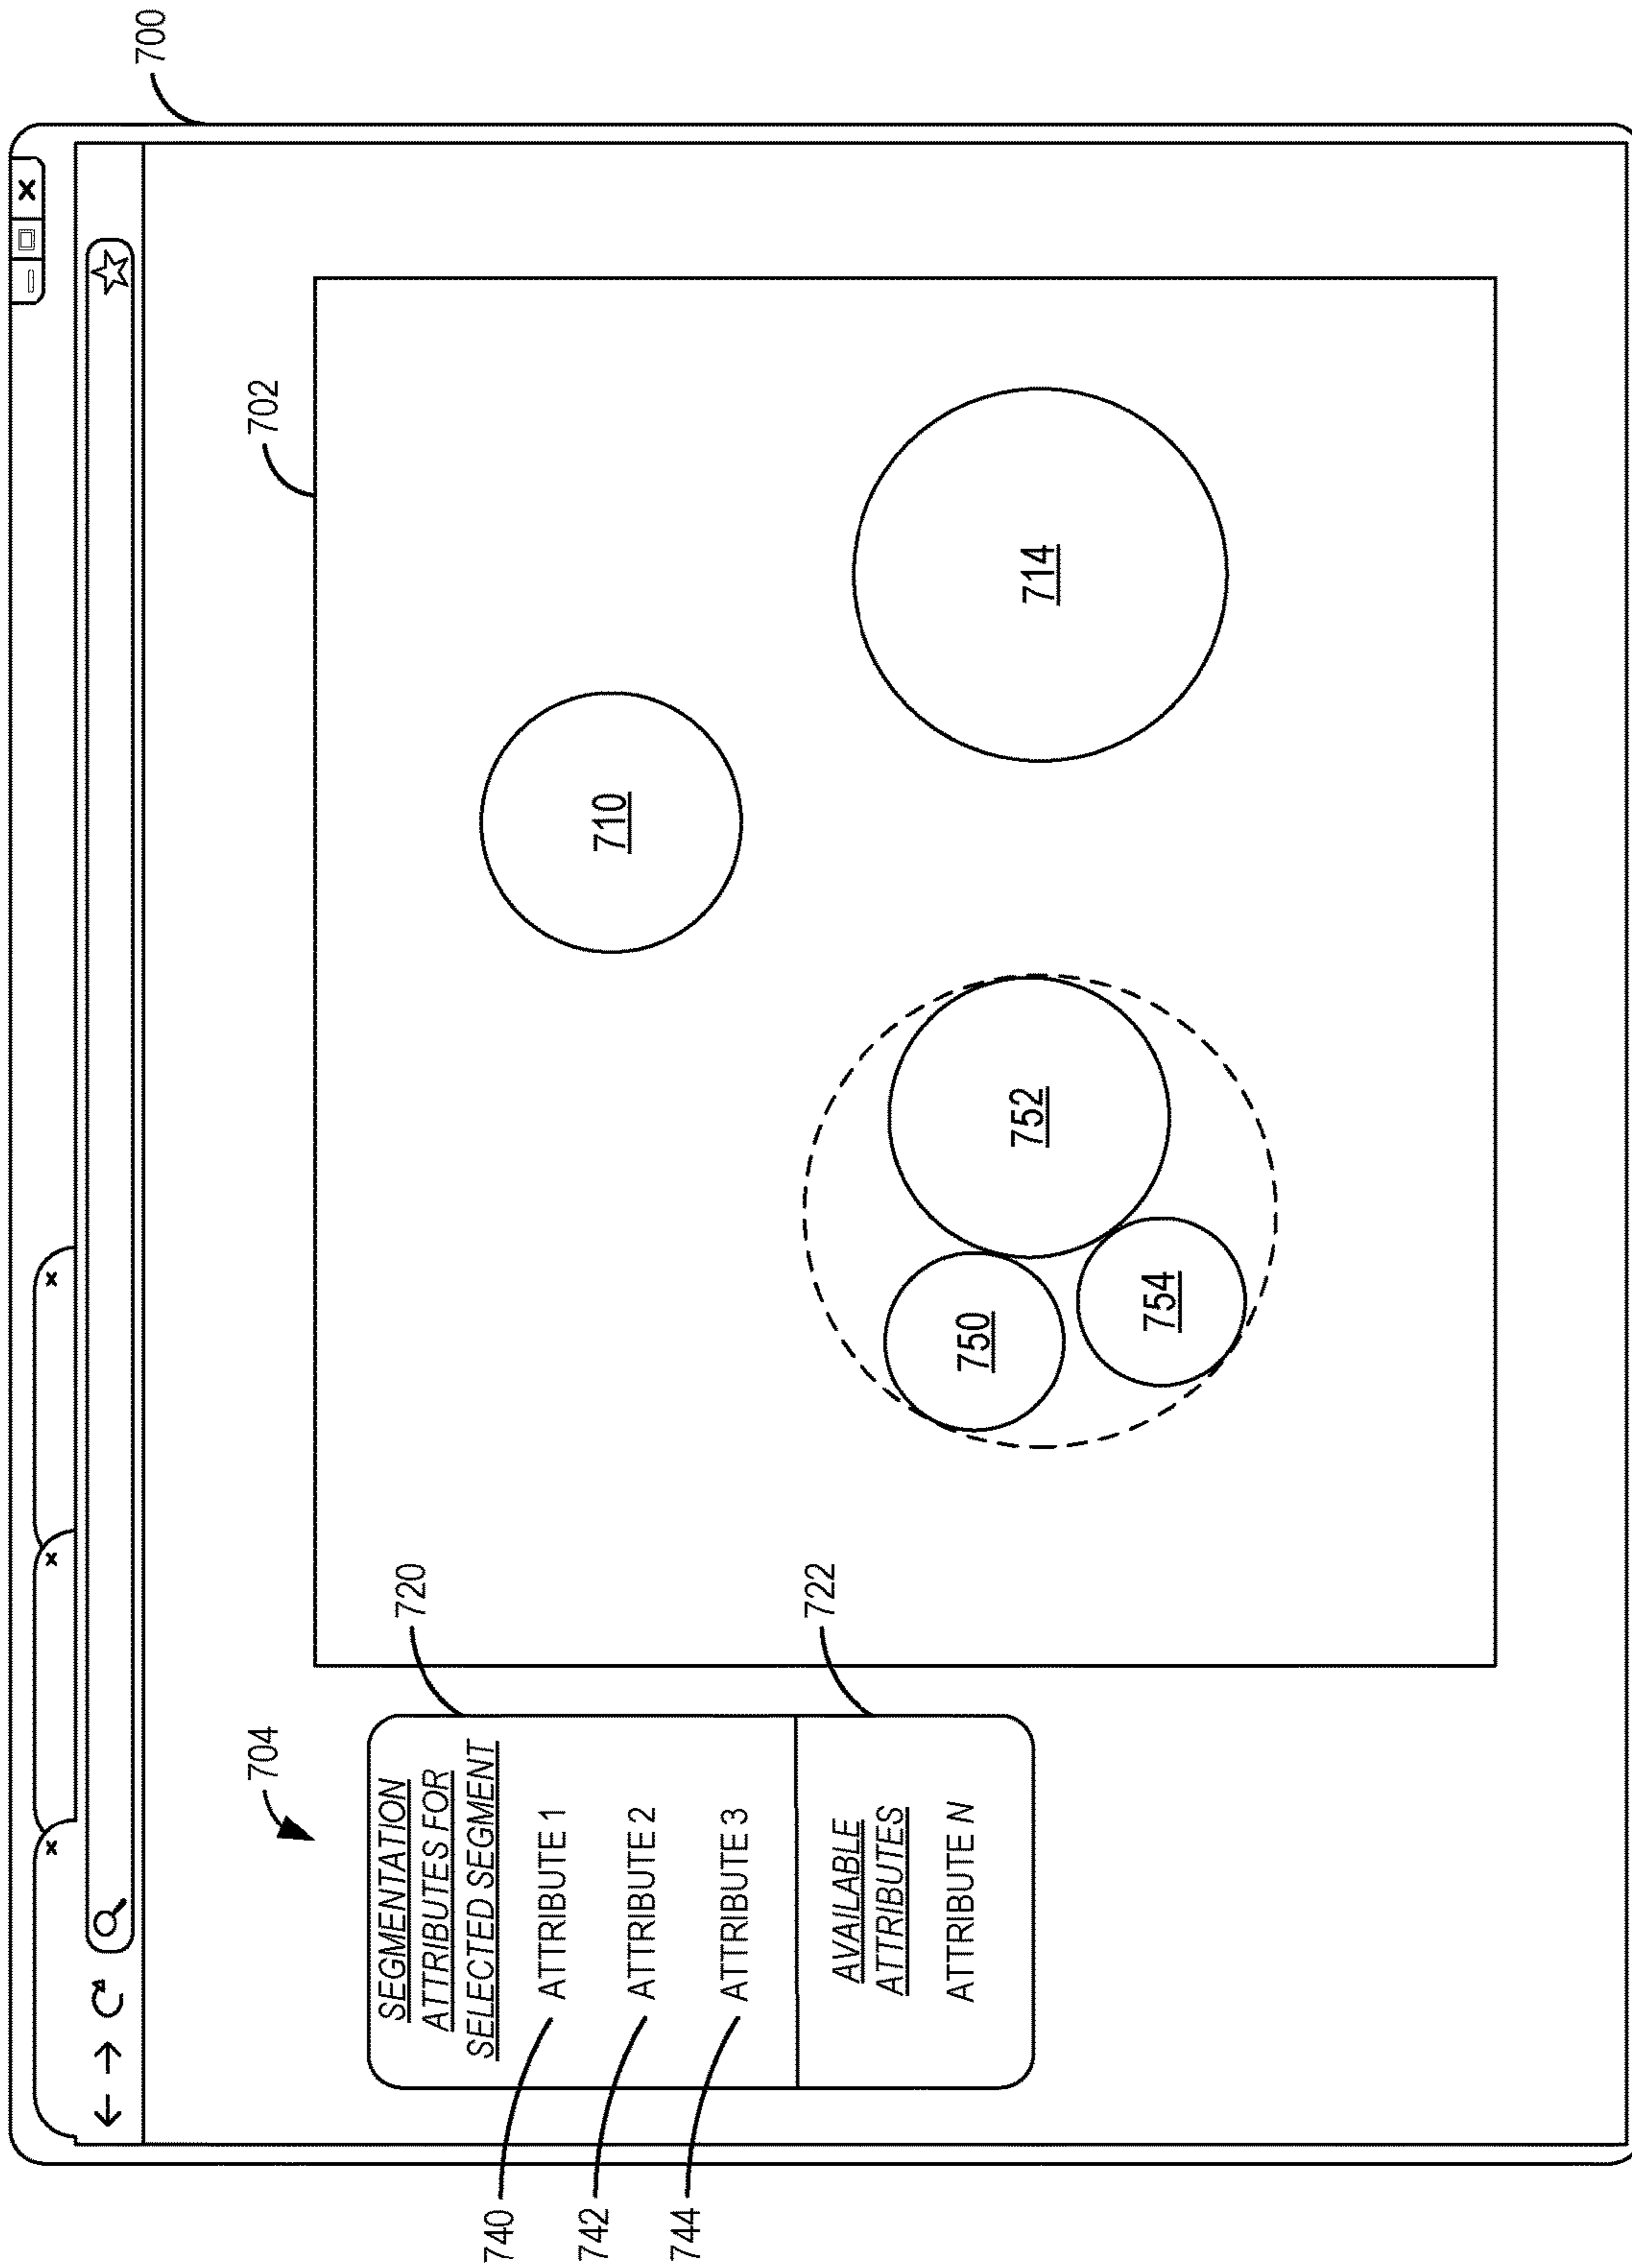 700
x
x
x
X
702
704
SEGMENTATION
ATTRIBUTES FOR
SELECTED SEGMENT
720
740
ATTRIBUTE 1
742
ATTRIBUTE 2
744
ATTRIBUTE 3
722
AVAILABLE
ATTRIBUTES
ATTRIBUTE N
710
714
750
752
754